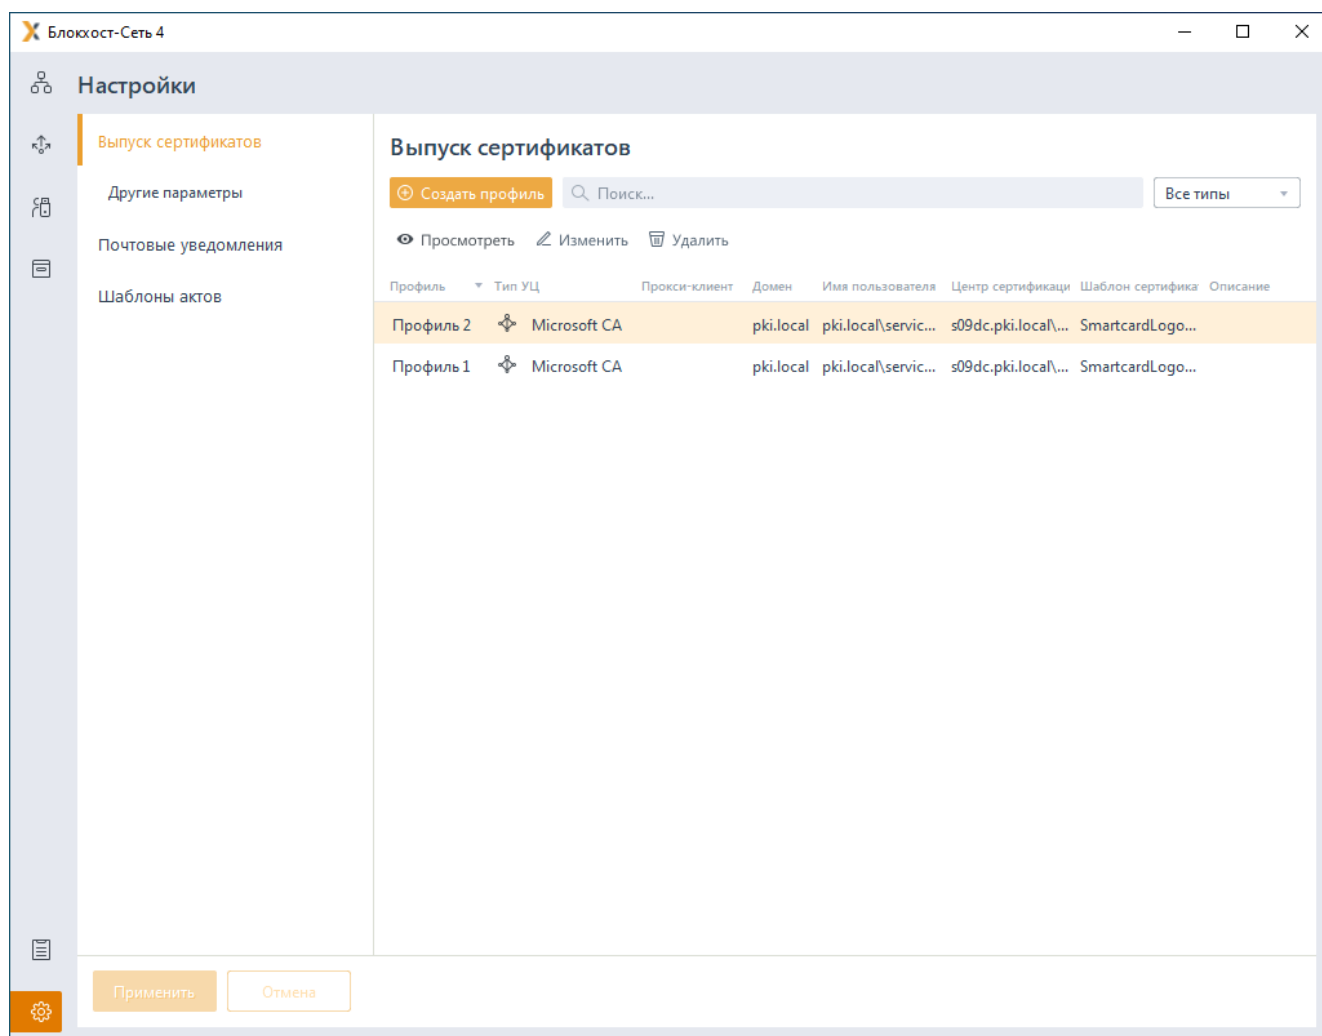 Блокхост-Сеть 4
Настройки
Выпуск сертификатов
Другие параметры
Почтовые уведомления
Шаблоны актов
Выпуск сертификатов
Создать профиль Поиск... Все типы
Просмотреть Изменить Удалить
Профиль Тип УЦ Прокси-клиент Домен Имя пользователя Центр сертификаци Шаблон сертифика Описание
Профиль 2 Microsoft CA pki.local pki.local\servic... s09dc.pki.local\... SmartcardLogo...
Профиль 1 Microsoft CA pki.local pki.local\servic... s09dc.pki.local\... SmartcardLogo...
Применить Отмена